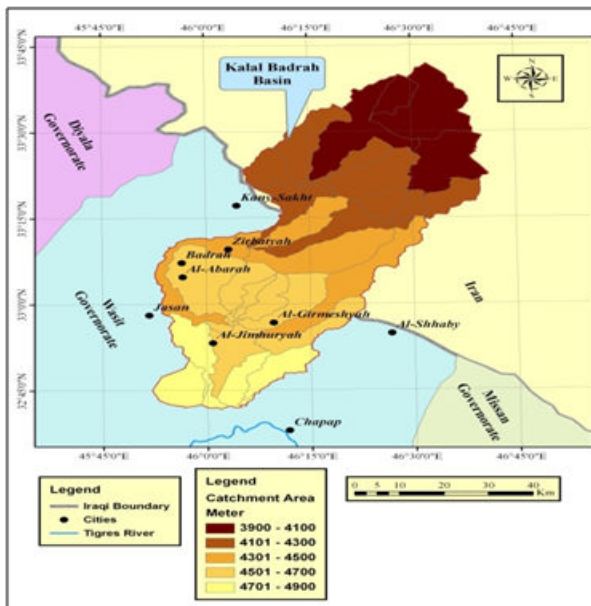 45°45'0"E 46°0'0"E 46°15'0"E 46°30'0"E 46°45'0"E
33°45'0"N
33°30'0"N
33°15'0"N
33°0'0"N
32°45'0"N
Kalal Badrah
Basin
N
W E
S
Diyala
Governorate
Kany-Sakht
Zirbatyah
Badrah
Al-Abarah
Jasan
Wasit
Governorate
Al-Girmeshyah
Al-Shhaby
Al-Jimhuryah
Iran
Chapap
Missan
Governorate
45°45'0"E 46°0'0"E 46°15'0"E 46°30'0"E 46°45'0"E
Legend
Iraqi Boundary
Cities
Tigres River
Legend
Catchment Area
Meter
3900 - 4100
4101 - 4300
4301 - 4500
4501 - 4700
4701 - 4900
0 5 10 20 30 40
Km